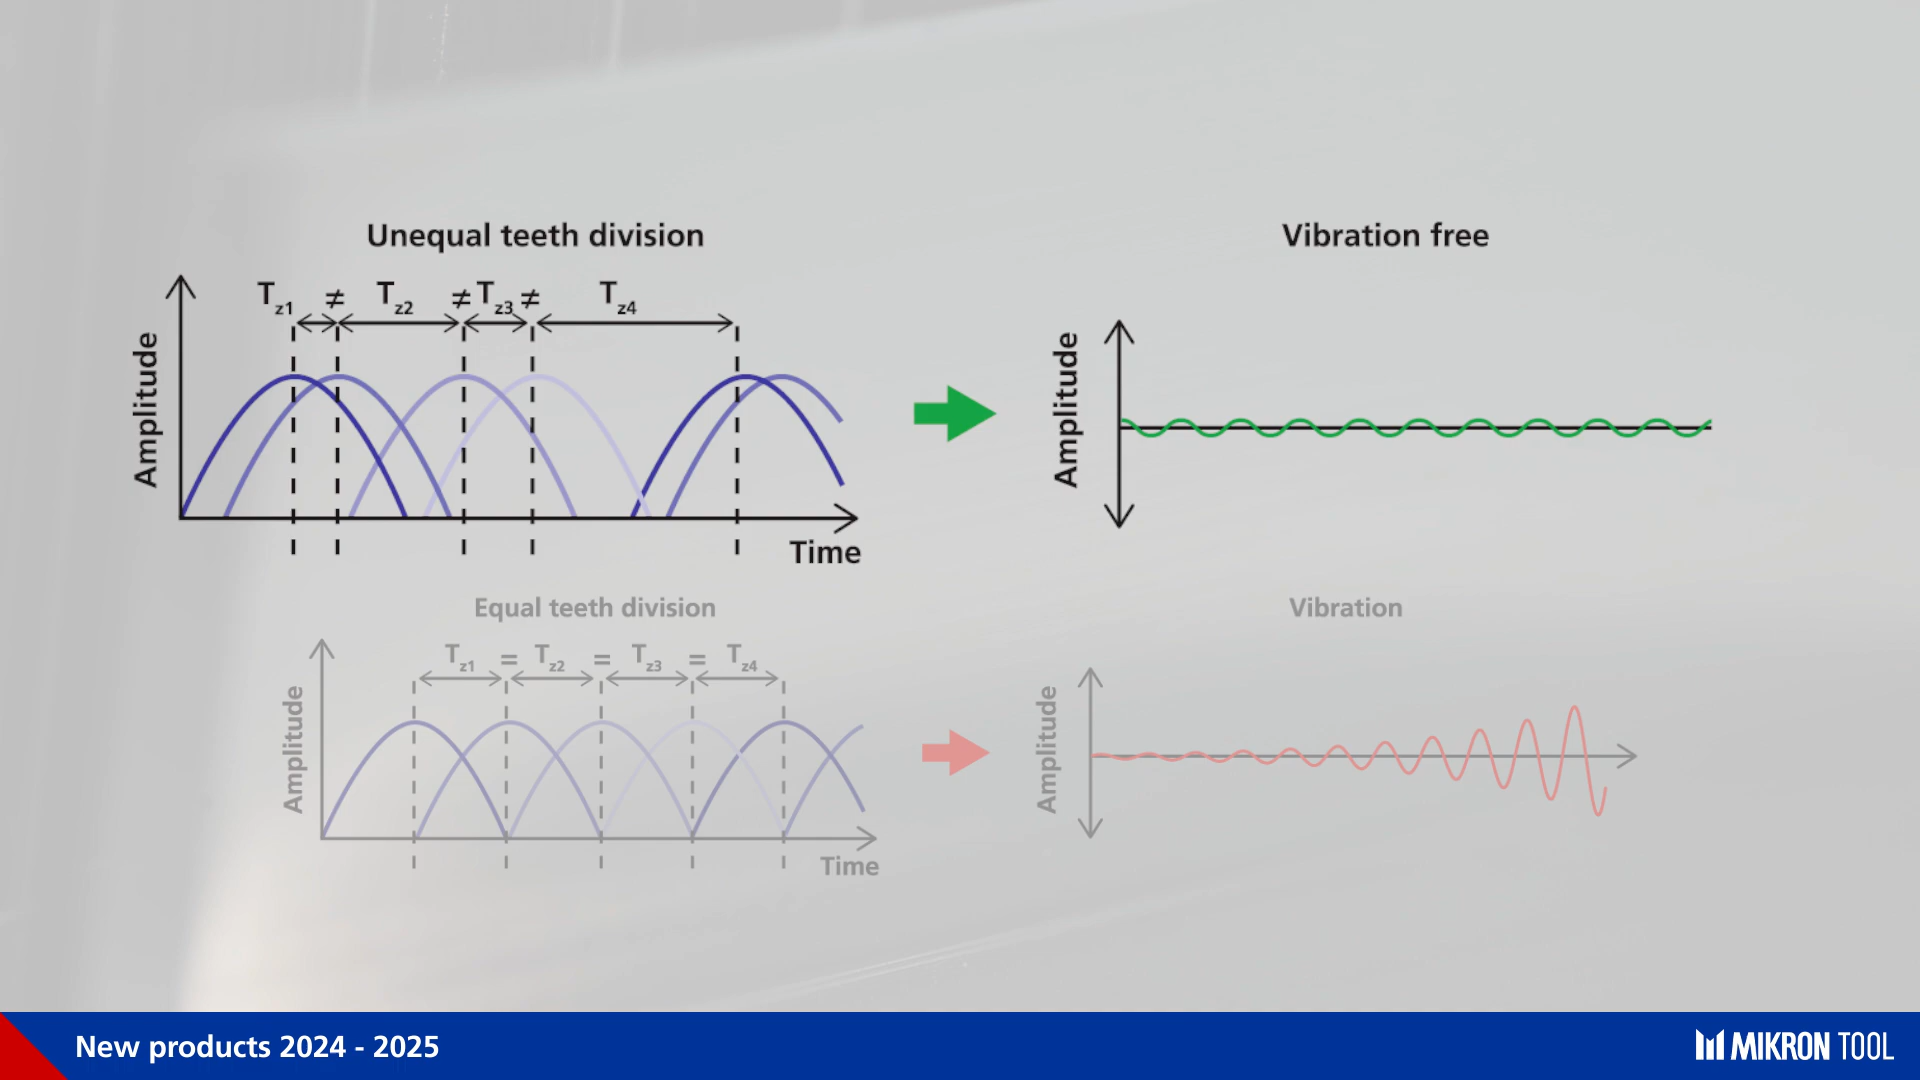 Unequal teeth division
Tz1 ≠ Tz2 ≠ Tz3 ≠ Tz4
Amplitude
Time
Vibration free
Amplitude
Equal teeth division
Tz1 = Tz2 = Tz3 = Tz4
Amplitude
Time
Vibration
Amplitude
New products 2024 - 2025
MIKRON TOOL